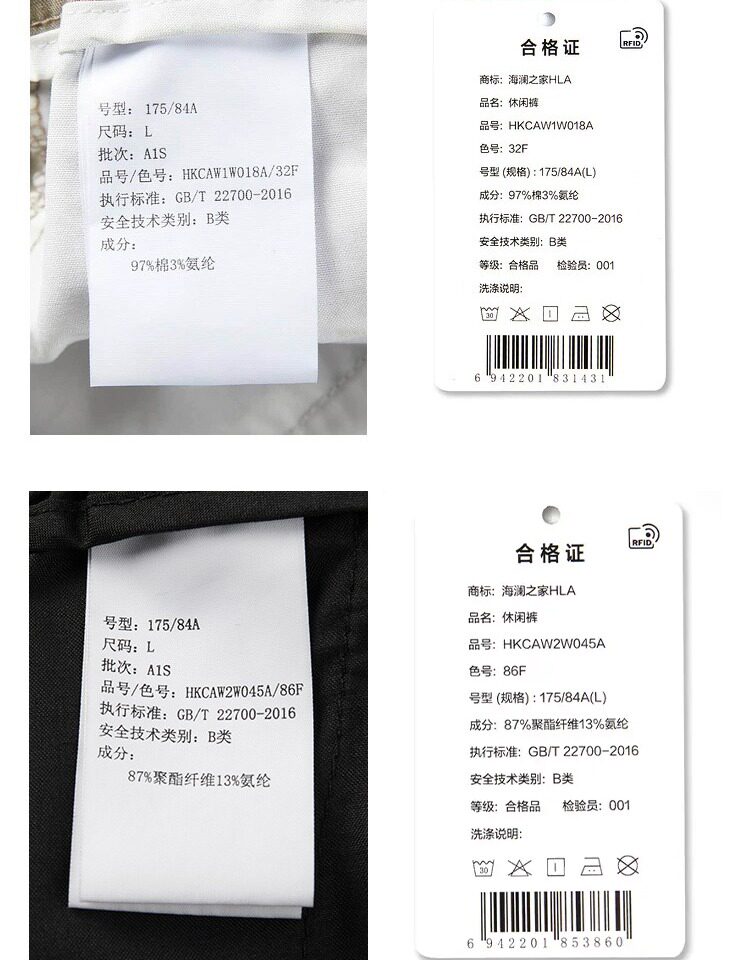 号型: 175/84A
尺码: L
批次: A1S
品号/色号: HKCAW1W018A/32F
执行标准: GB/T 22700-2016
安全技术类别: B类
成分:
97%棉3%氨纶
合格证
RFID
商标: 海澜之家HLA
品名: 休闲裤
品号: HKCAW1W018A
色号: 32F
号型 (规格) : 175/84A(L)
成分: 97%棉3%氨纶
执行标准: GB/T 22700-2016
安全技术类别: B类
等级: 合格品 检验员: 001
洗涤说明:
30
6 942201 831431
号型: 175/84A
尺码: L
批次: A1S
品号/色号: HKCAW2W045A/86F
执行标准: GB/T 22700-2016
安全技术类别: B类
成分:
87%聚酯纤维13%氨纶
合格证
RFID
商标: 海澜之家HLA
品名: 休闲裤
品号: HKCAW2W045A
色号: 86F
号型 (规格) : 175/84A(L)
成分: 87%聚酯纤维13%氨纶
执行标准: GB/T 22700-2016
安全技术类别: B类
等级: 合格品 检验员: 001
洗涤说明:
30
6 942201 853860